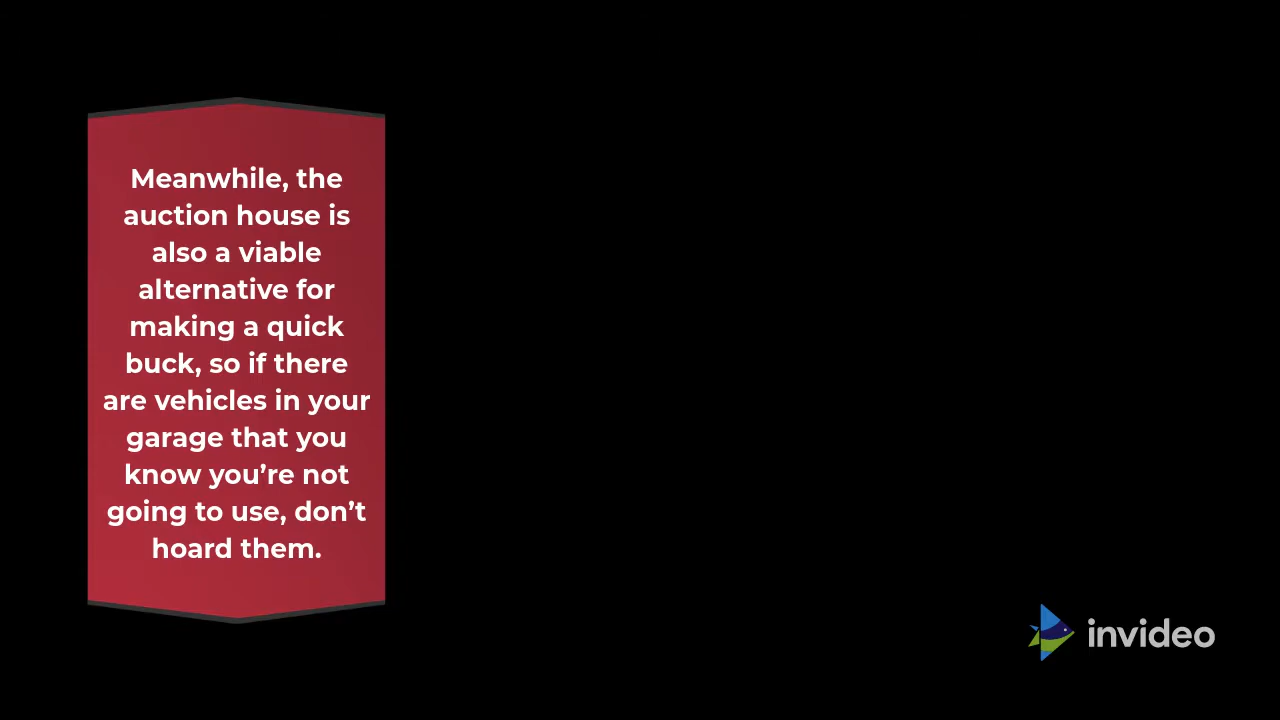 Meanwhile, the
auction house is
also a viable
alternative for
making a quick
buck, so if there
are vehicles in your
garage that you
know you’re not
going to use, don’t
hoard them.
invideo